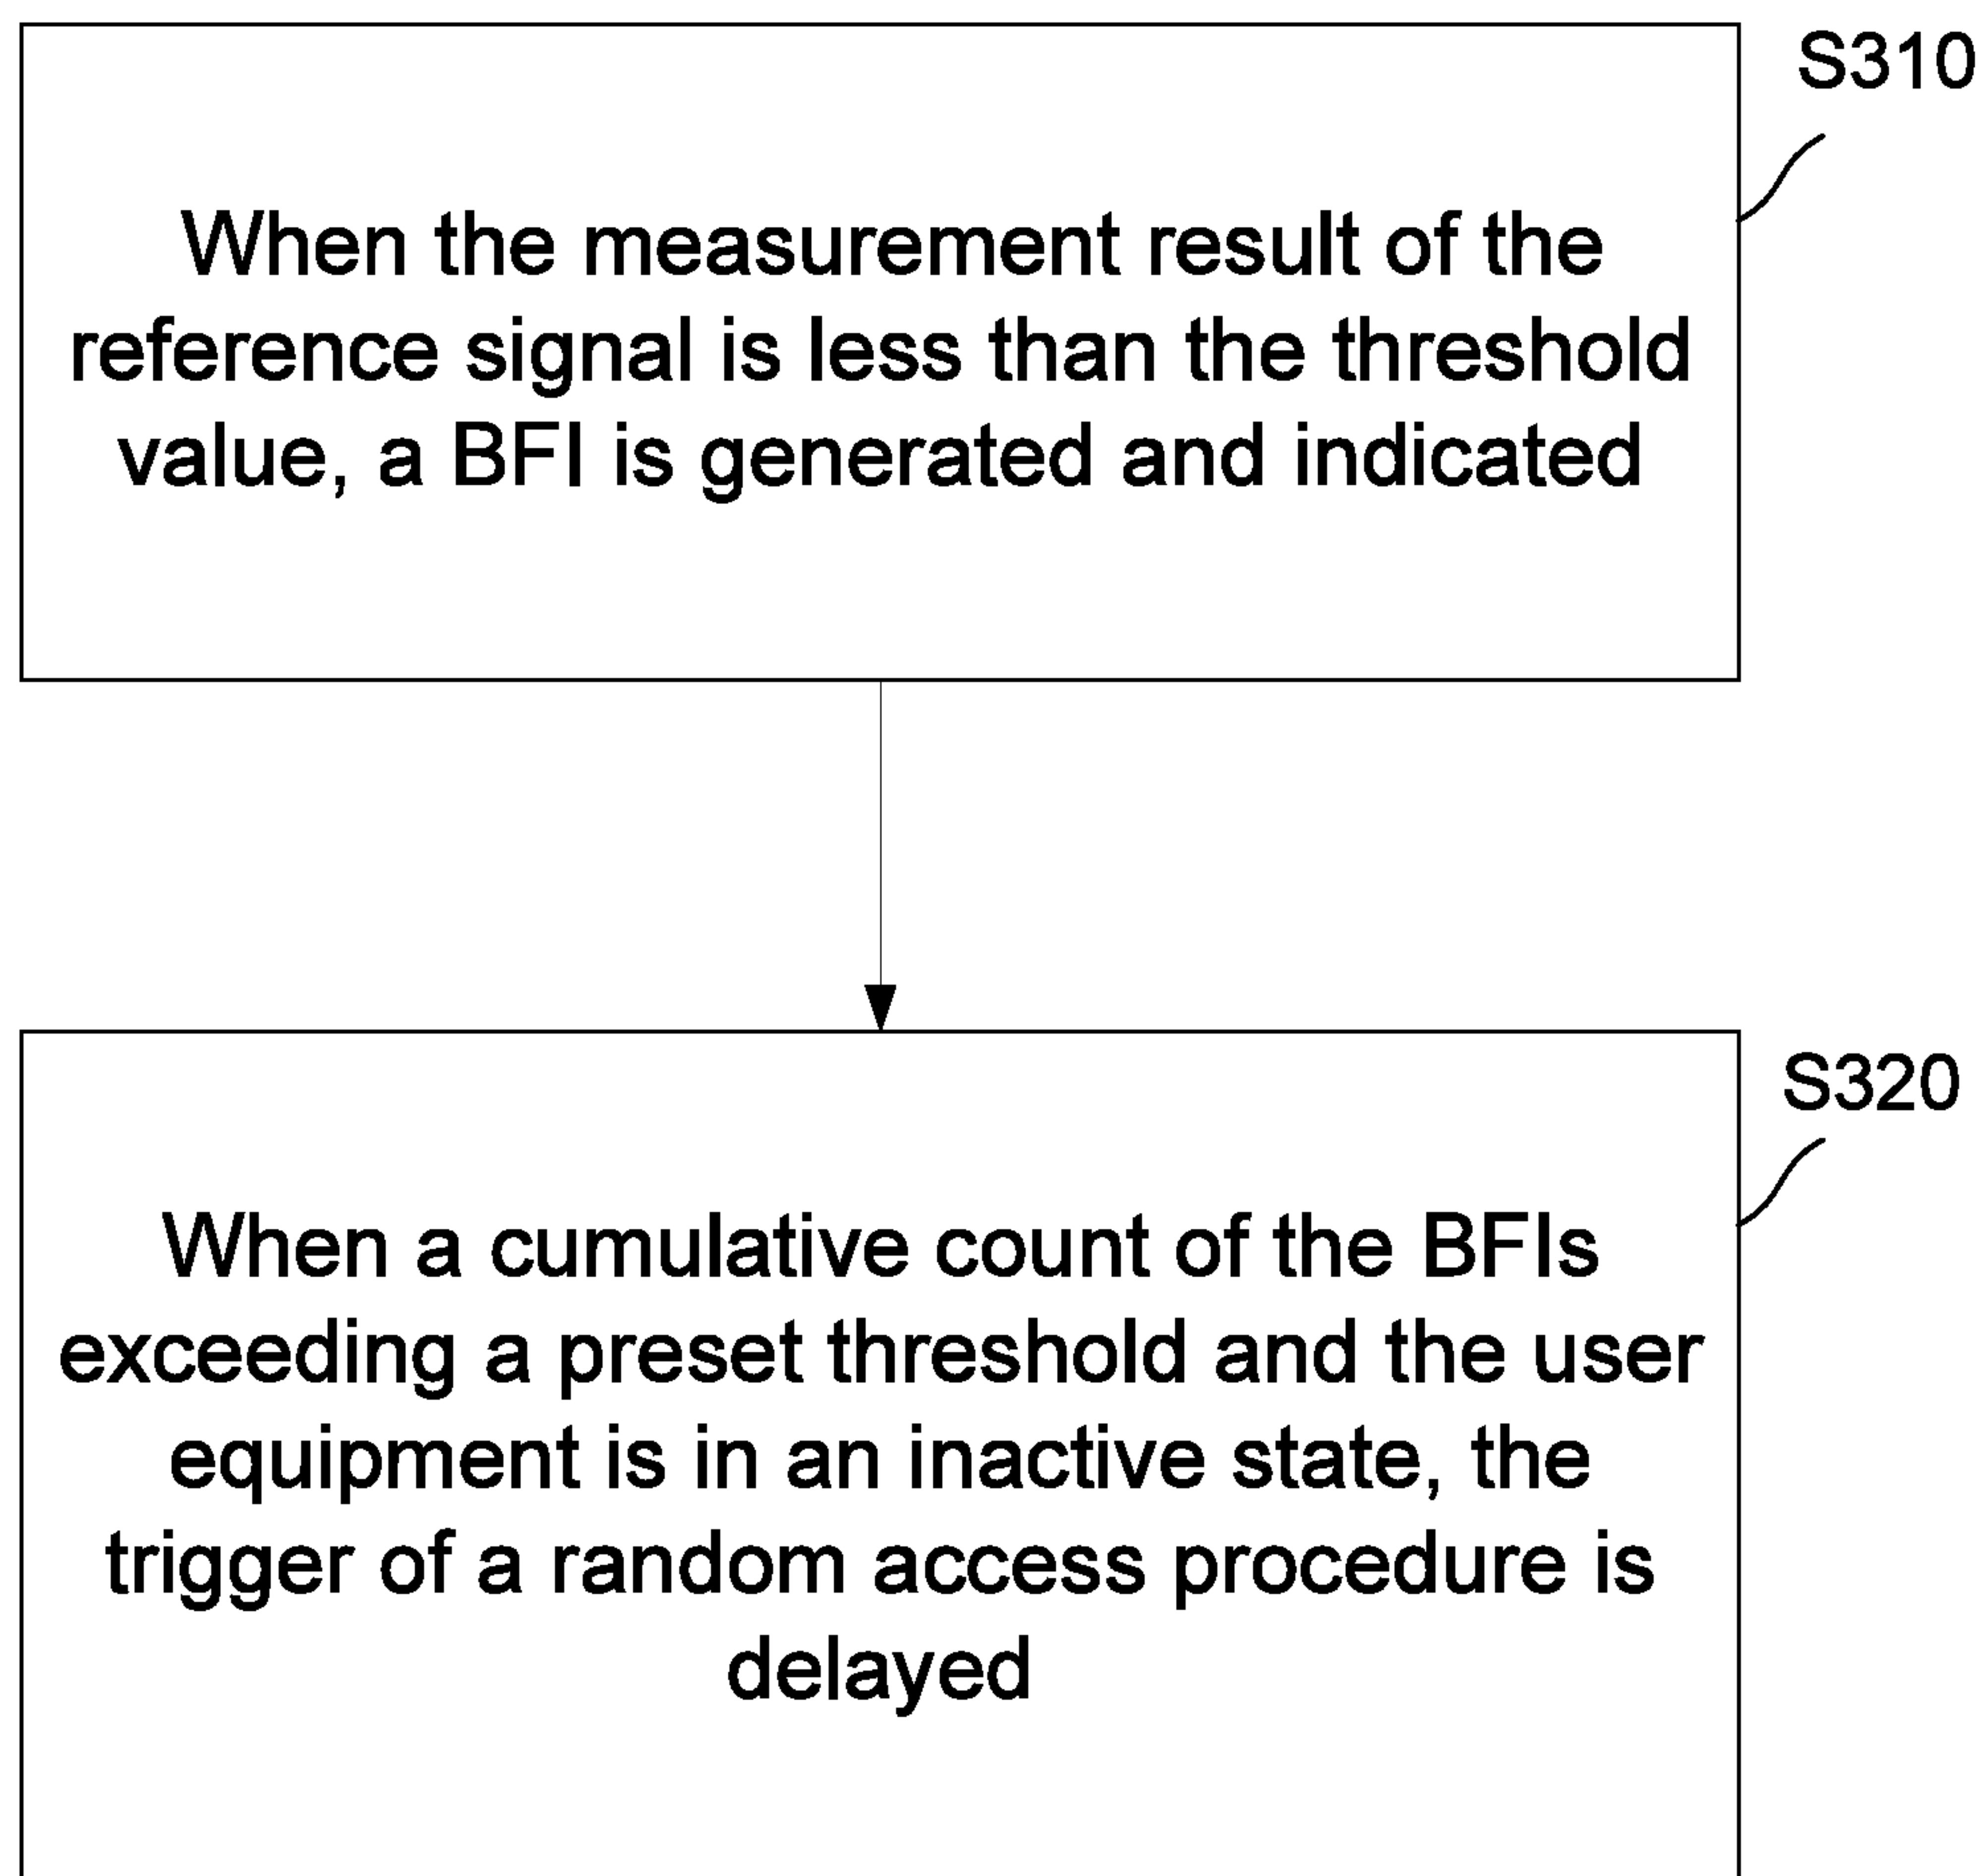 S310
When the measurement result of the
reference signal is less than the threshold
value, a BFI is generated and indicated
S320
When a cumulative count of the BFIs
exceeding a preset threshold and the user
equipment is in an inactive state, the
trigger of a random access procedure is
delayed